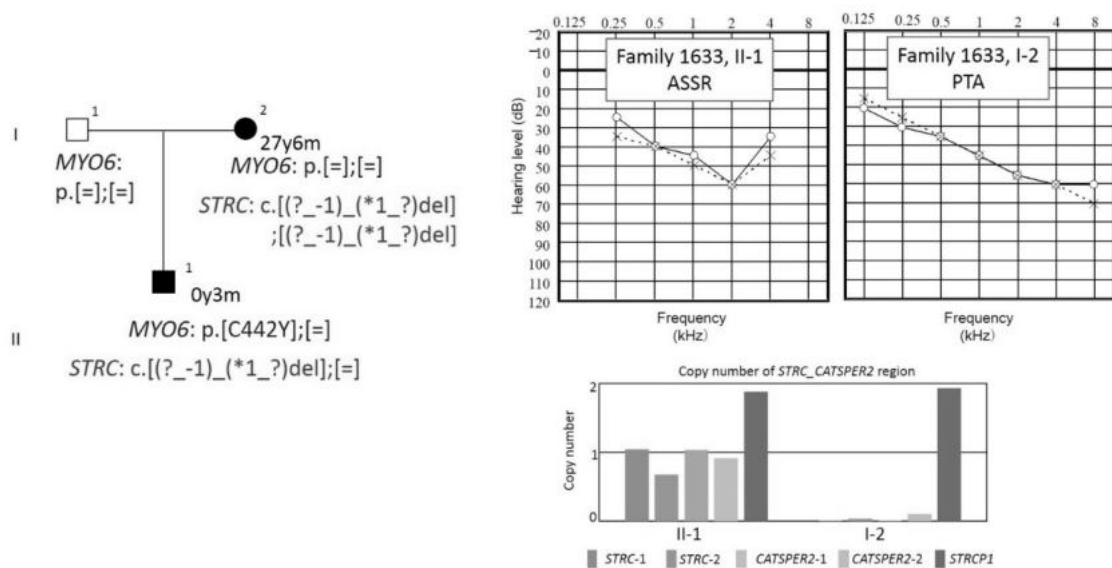 I
1
2
27y6m
MYO6:
p.[=];[=]
MYO6: p.[=];[=]
STRC: c.[(?_-1)_(*1_?)del]
;[(?_-1)_(*1_?)del]
1
0y3m
II
MYO6: p.[C442Y];[=]
STRC: c.[(?_-1)_(*1_?)del];[=]
0.125 0.25 0.5 1 2 4 8
-20
-10
0
10
20
30
40
50
60
70
80
90
100
110
120
Hearing level (dB)
Family 1633, II-1
ASSR
Frequency
(kHz)
0.125 0.25 0.5 1 2 4 8
Family 1633, I-2
PTA
Frequency
(kHz)
Copy number of STRC_CATSPER2 region
Copy number
2
1
0
II-1 I-2
STRC-1 STRC-2 CATSPER2-1 CATSPER2-2 STRCP1